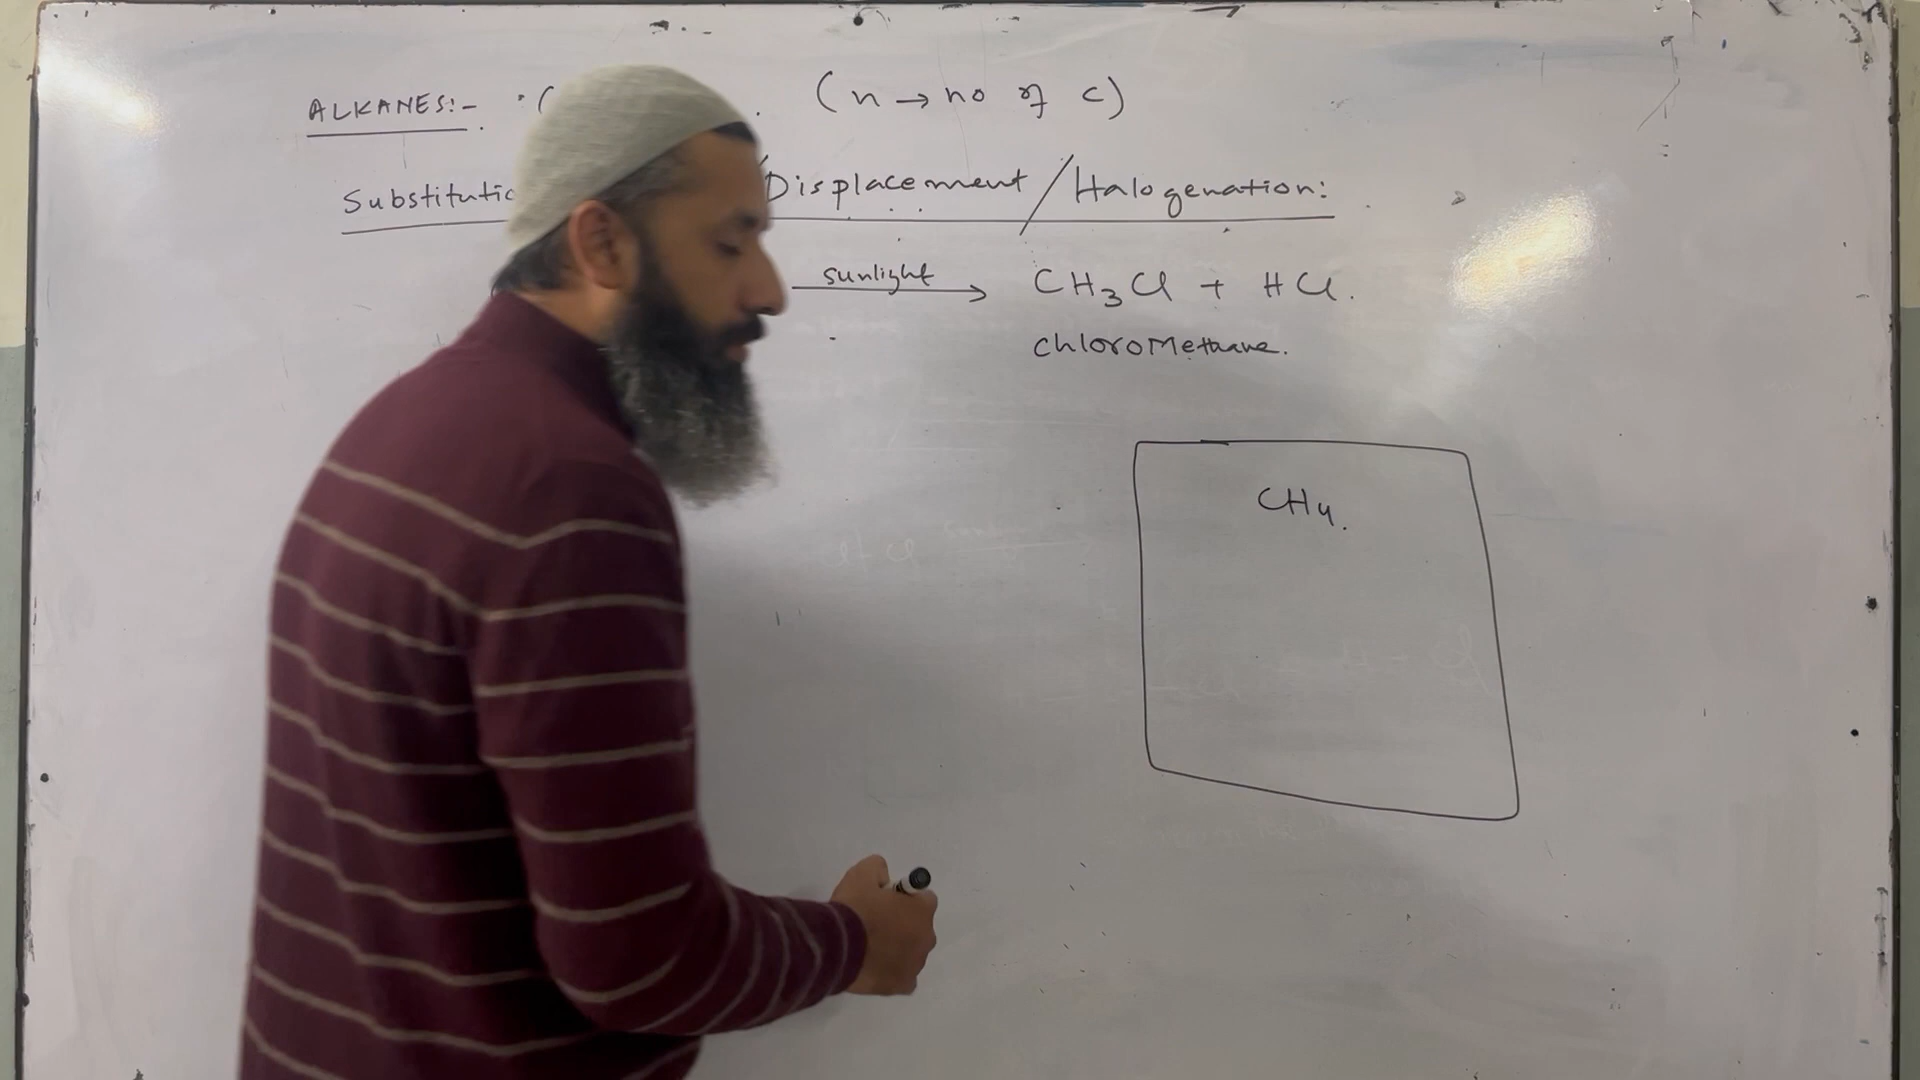 ALKANES:- (n → no of C)
Substitutio /Displacement/Halogenation:
sunlight → CH₃Cl + HCl.
chloroMethane.
CH₄.